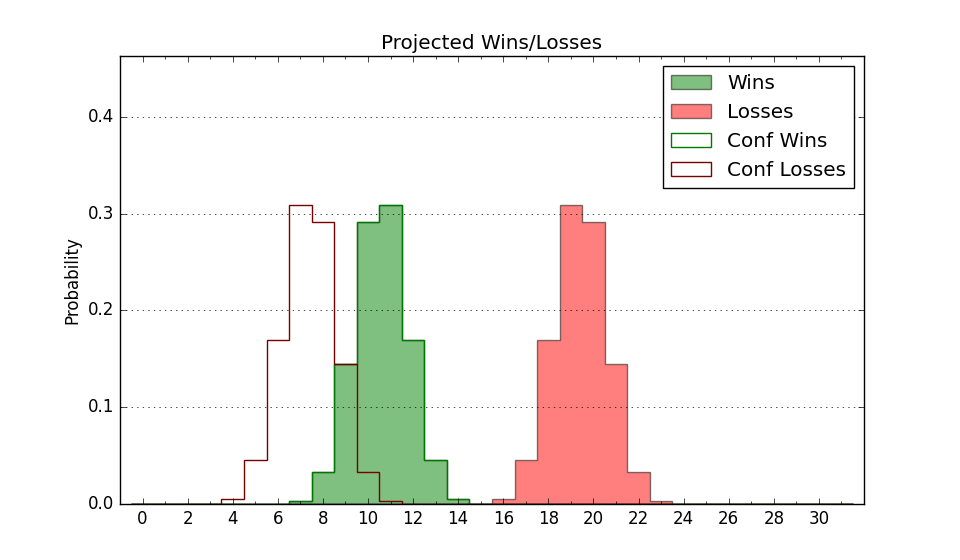 Projected Wins/Losses
Wins
Losses
Conf Wins
Conf Losses
Probability
0.4
0.3
0.2
0.1
0.0
0 2 4 6 8 10 12 14 16 18 20 22 24 26 28 30